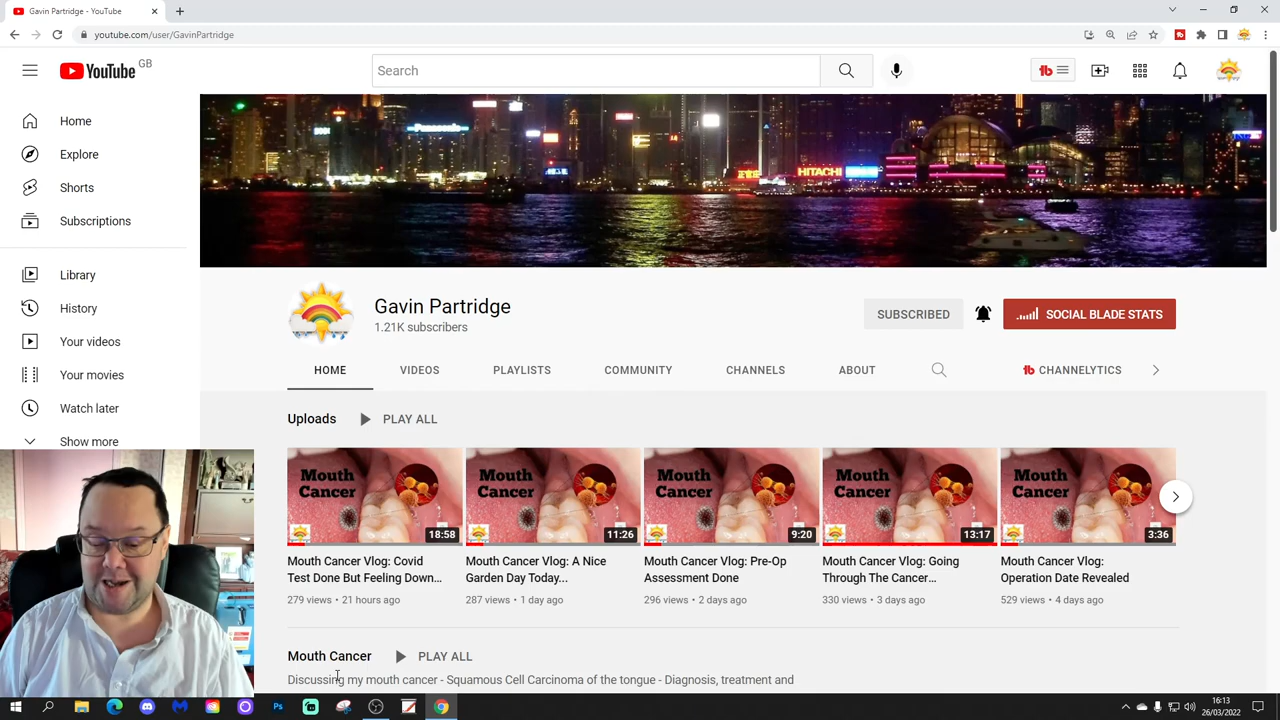 Gavin Partridge - YouTube
youtube.com/user/GavinPartridge
YouTube GB
Search
Home
Explore
Shorts
Subscriptions
Library
History
Your videos
Your movies
Watch later
Show more
Panasonic
HITACHI
Gavin Partridge
1.21K subscribers
SUBSCRIBED
SOCIAL BLADE STATS
HOME
VIDEOS
PLAYLISTS
COMMUNITY
CHANNELS
ABOUT
CHANNELYTICS
Uploads
PLAY ALL
Mouth Cancer
18:58
Mouth Cancer Vlog: Covid
Test Done But Feeling Down...
279 views • 21 hours ago
Mouth Cancer
11:26
Mouth Cancer Vlog: A Nice
Garden Day Today...
287 views • 1 day ago
Mouth Cancer
9:20
Mouth Cancer Vlog: Pre-Op
Assessment Done
296 views • 2 days ago
Mouth Cancer
13:17
Mouth Cancer Vlog: Going
Through The Cancer...
330 views • 3 days ago
Mouth Cancer
3:36
Mouth Cancer Vlog:
Operation Date Revealed
529 views • 4 days ago
Mouth Cancer
PLAY ALL
Discussing my mouth cancer - Squamous Cell Carcinoma of the tongue - Diagnosis, treatment and
16:13
26/03/2022